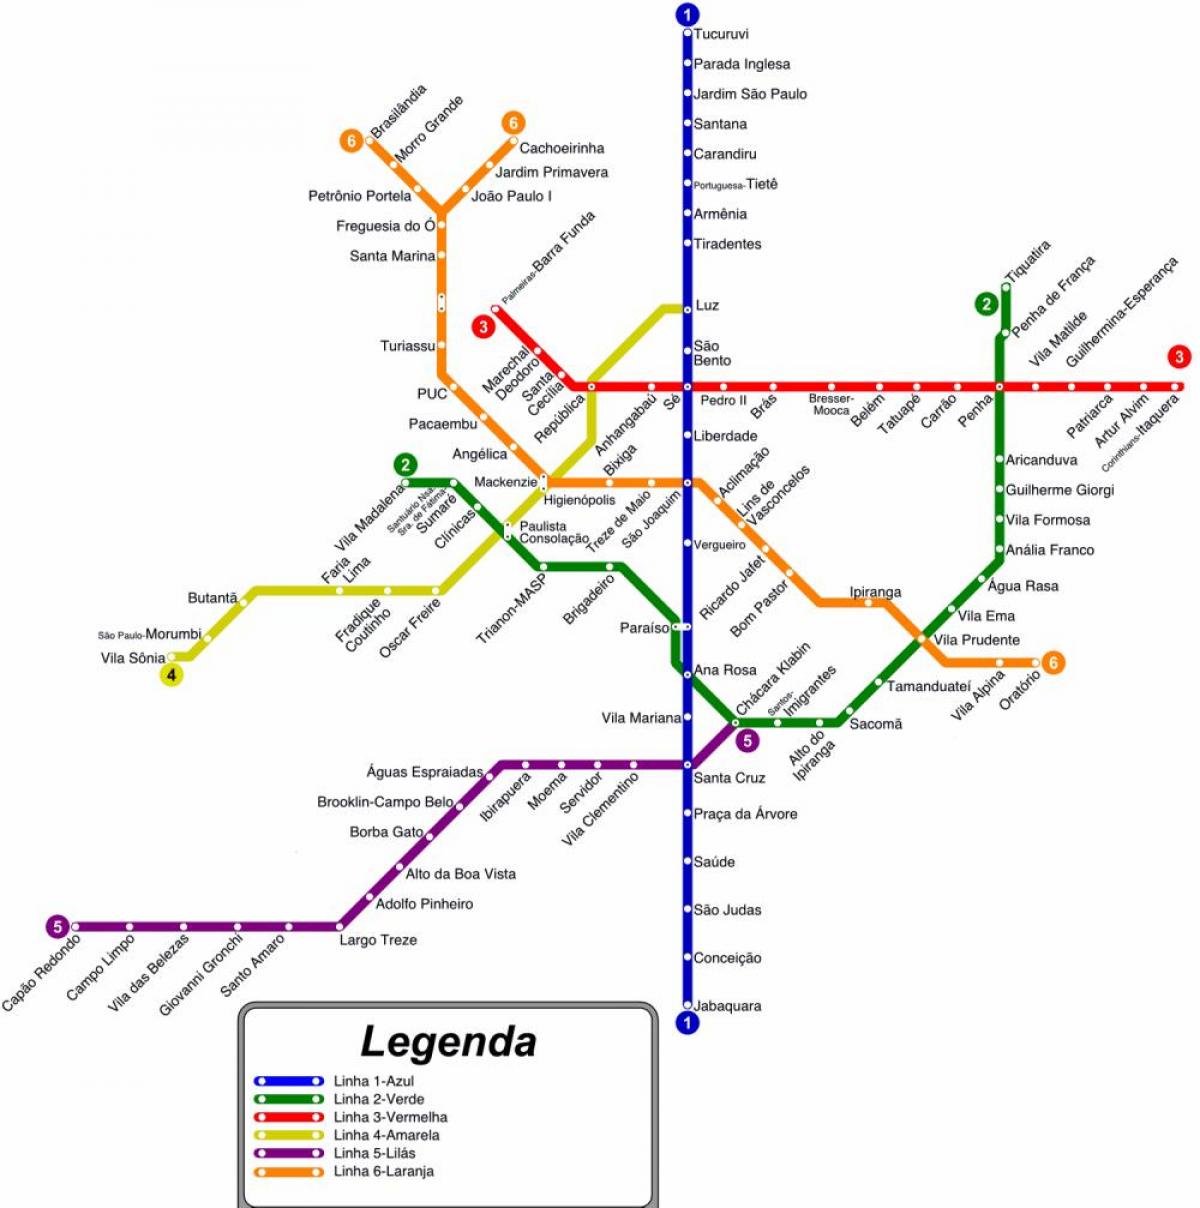 1
Tucuruvi
Parada Inglesa
Jardim São Paulo
Santana
Carandiru
Portuguesa-Tietê
Armênia
Tiradentes
Luz
São
Bento
Sé
Liberdade
São Joaquim
Vergueiro
Paraíso
Ana Rosa
Vila Mariana
Santa Cruz
Praça da Árvore
Saúde
São Judas
Conceição
Jabaquara
1
6
Brasilândia
Morro Grande
Petrônio Portela
6
Cachoeirinha
Jardim Primavera
João Paulo I
Freguesia do Ó
Santa Marina
Turiassu
PUC
Pacaembu
Angélica
Mackenzie
Higienópolis
Bixiga
Treze de Maio
Aclimação
Lins de
Vasconcelos
Ricardo Jafet
Bom Pastor
Ipiranga
Vila Prudente
Vila Alpina
Oratório
6
3
Palmeiras-Barra Funda
Marechal
Deodoro
Santa
Cecília
República
Anhangabaú
Pedro II
Brás
Bresser-
Mooca
Belém
Tatuapé
Carrão
Penha
Vila Matilde
Guilhermina-Esperança
Patriarca
Artur Alvim
Corinthians-Itaquera
3
2
Tiquatira
Penha de França
Aricanduva
Guilherme Giorgi
Vila Formosa
Anália Franco
Água Rasa
Vila Ema
Tamanduateí
Sacomã
Alto do
Ipiranga
Santos-
Imigrantes
Chácara Klabin
Brigadeiro
Trianon-MASP
Paulista
Consolação
Clínicas
Santuário Nsa.
Sra. de Fátima-
Sumaré
Vila Madalena
2
Oscar Freire
Fradique
Coutinho
Faria
Lima
Butantã
São Paulo-Morumbi
Vila Sônia
4
5
Vila Clementino
Servidor
Moema
Ibirapuera
Águas Espraiadas
Brooklin-Campo Belo
Borba Gato
Alto da Boa Vista
Adolfo Pinheiro
Largo Treze
Santo Amaro
Giovanni Gronchi
Vila das Belezas
Campo Limpo
Capão Redondo
5
Legenda
Linha 1-Azul
Linha 2-Verde
Linha 3-Vermelha
Linha 4-Amarela
Linha 5-Lilás
Linha 6-Laranja